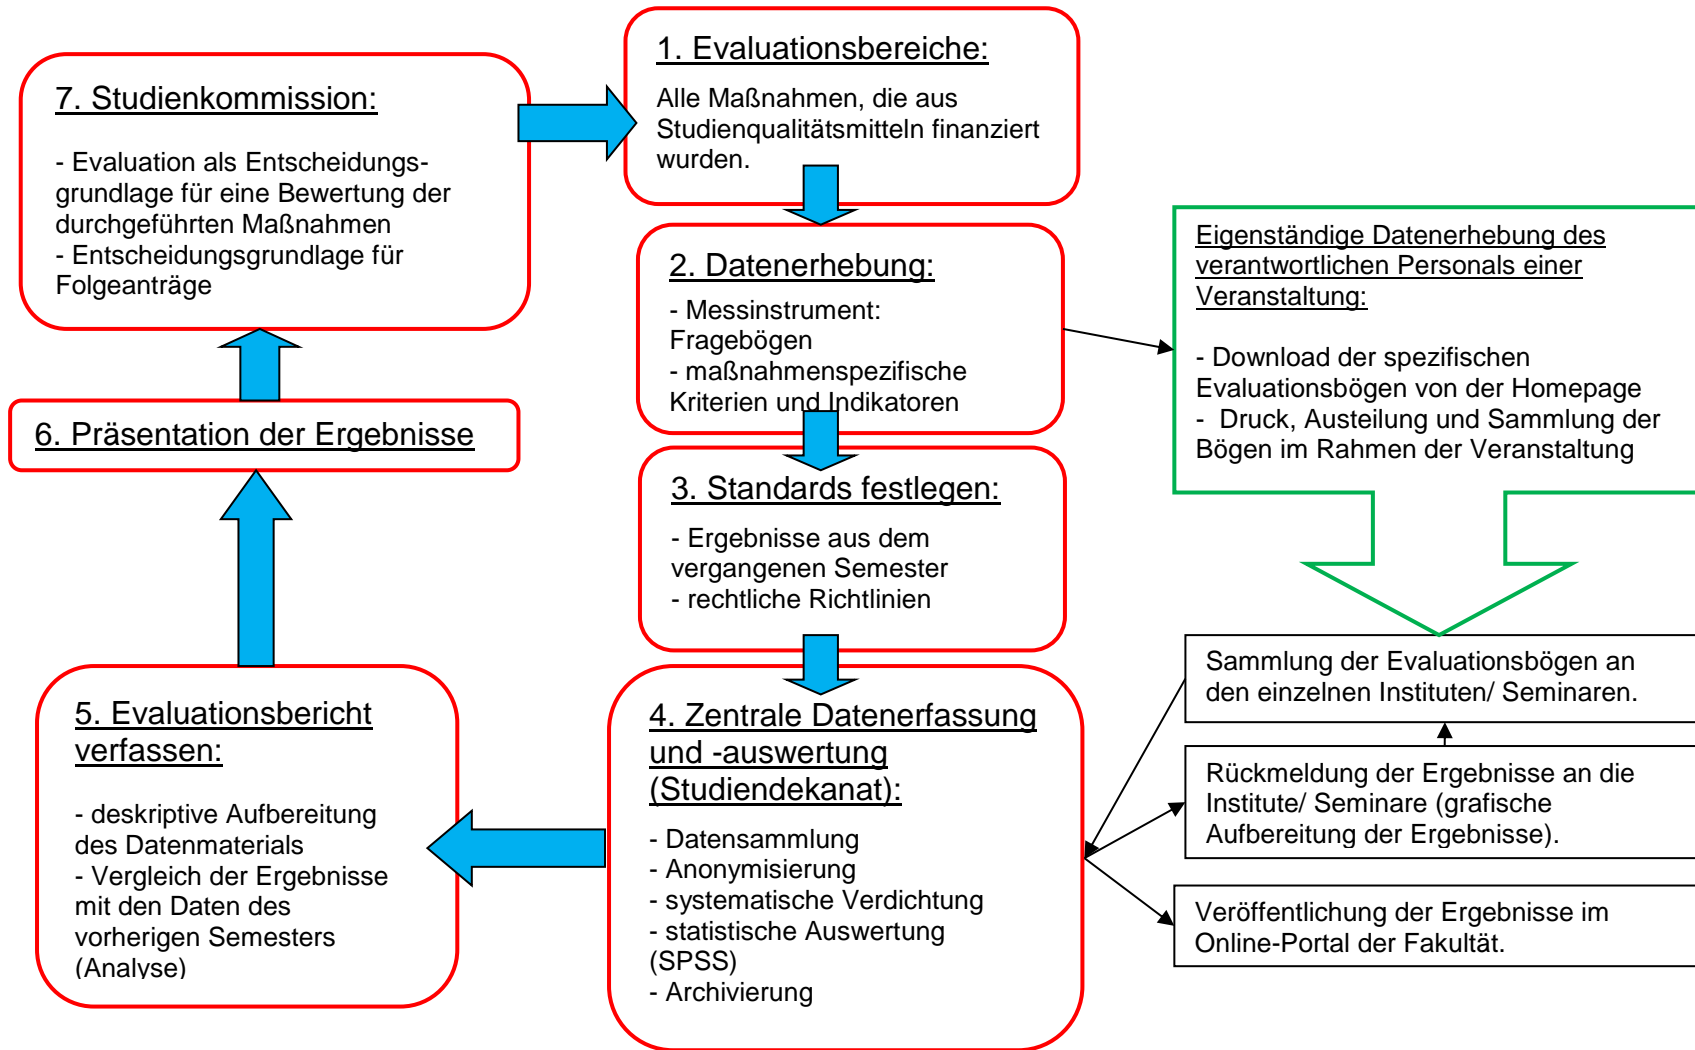 1. Evaluationsbereiche:
Alle Maßnahmen, die aus
Studienqualitätsmitteln finanziert
wurden.
2. Datenerhebung:
- Messinstrument:
Fragebögen
- maßnahmenspezifische
Kriterien und Indikatoren
3. Standards festlegen:
- Ergebnisse aus dem
vergangenen Semester
- rechtliche Richtlinien
4. Zentrale Datenerfassung
und -auswertung
(Studiendekanat):
- Datensammlung
- Anonymisierung
- systematische Verdichtung
- statistische Auswertung
(SPSS)
- Archivierung
5. Evaluationsbericht
verfassen:
- deskriptive Aufbereitung
des Datenmaterials
- Vergleich der Ergebnisse
mit den Daten des
vorherigen Semesters
(Analyse)
6. Präsentation der Ergebnisse
7. Studienkommission:
- Evaluation als Entscheidungs-
grundlage für eine Bewertung der
durchgeführten Maßnahmen
- Entscheidungsgrundlage für
Folgeanträge
Eigenständige Datenerhebung des
verantwortlichen Personals einer
Veranstaltung:
- Download der spezifischen
Evaluationsbögen von der Homepage
- Druck, Austeilung und Sammlung der
Bögen im Rahmen der Veranstaltung
Sammlung der Evaluationsbögen an
den einzelnen Instituten/ Seminaren.
Rückmeldung der Ergebnisse an die
Institute/ Seminare (grafische
Aufbereitung der Ergebnisse).
Veröffentlichung der Ergebnisse im
Online-Portal der Fakultät.